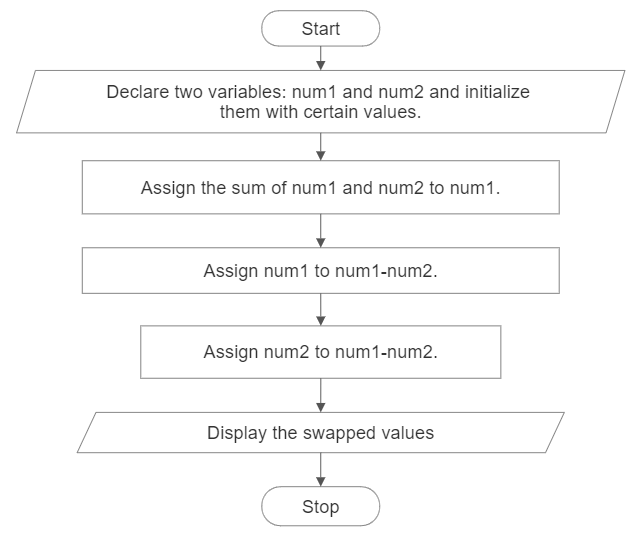 Start
Declare two variables: num1 and num2 and initialize
them with certain values.
Assign the sum of num1 and num2 to num1.
Assign num1 to num1-num2.
Assign num2 to num1-num2.
Display the swapped values
Stop